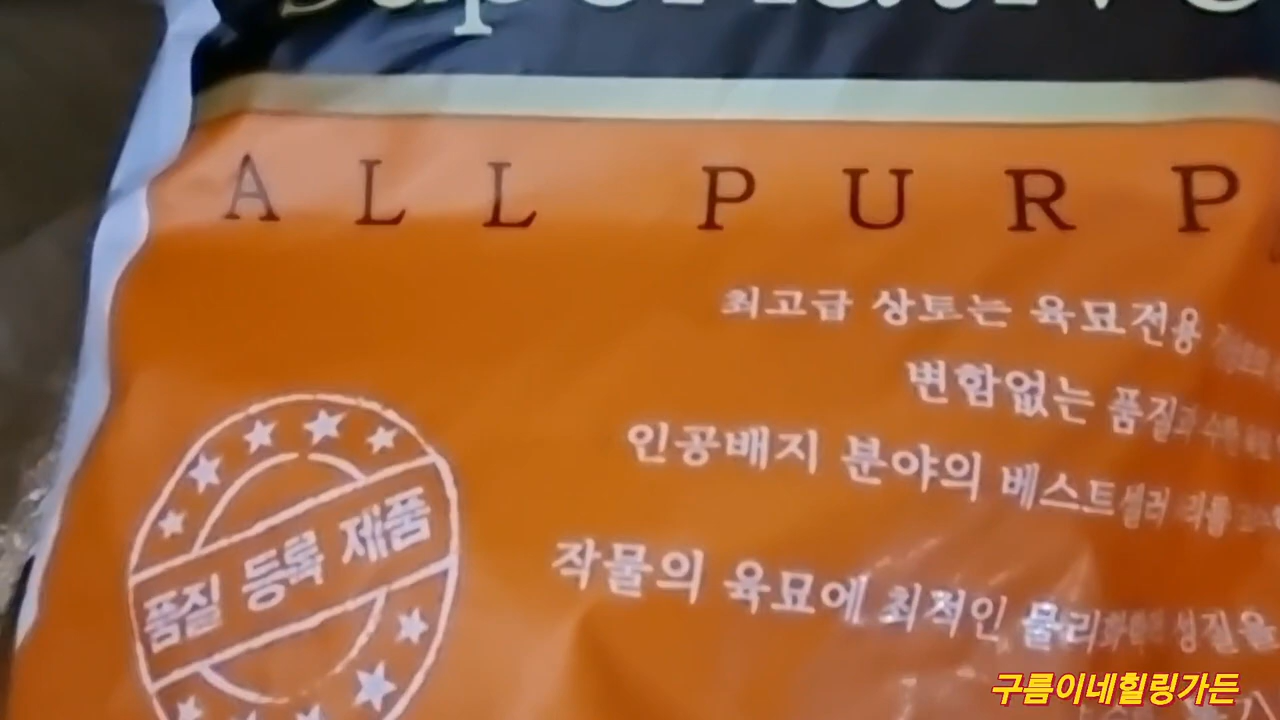 ALL PURP
최고급 상토는 육묘전용
변함없는 품질과
인공배지 분야의 베스트셀러
작물의 육묘에 최적인 물리화학적 성질을
품질 등록 제품
구름이네힐링가든